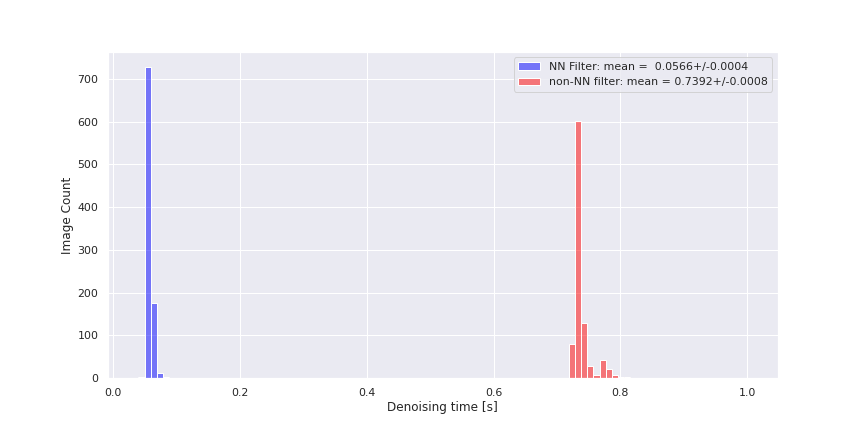 NN Filter: mean =  0.0566+/-0.0004
non-NN filter: mean = 0.7392+/-0.0008
700
600
500
400
300
200
100
0
Image Count
0.0 0.2 0.4 0.6 0.8 1.0
Denoising time [s]